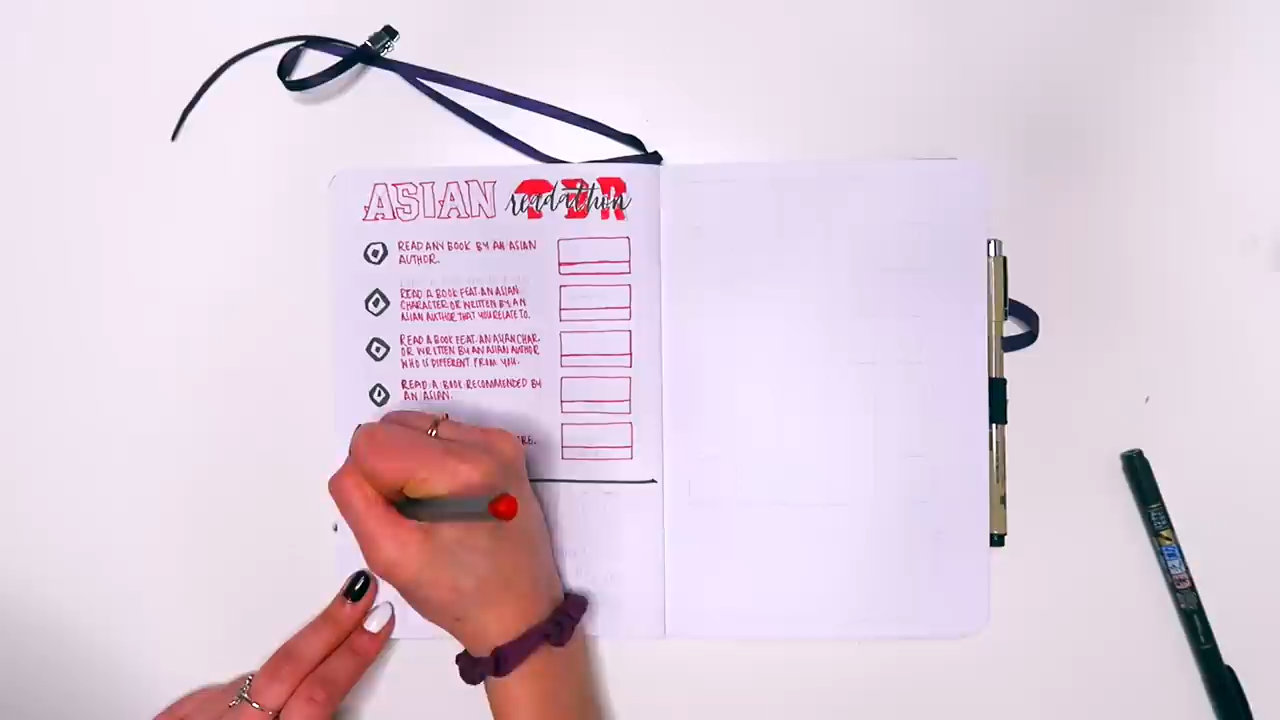 ASIAN TBR
readathon
READ ANY BOOK BY AN ASIAN
AUTHOR.
READ A BOOK FEAT. AN ASIAN
CHARACTER OR WRITTEN BY AN
ASIAN AUTHOR THAT YOU RELATE TO.
READ A BOOK FEAT. AN ASIAN CHAR.
OR WRITTEN BY AN ASIAN AUTHOR
WHO IS DIFFERENT FROM YOU.
READ A BOOK RECOMMENDED BY
AN ASIAN.